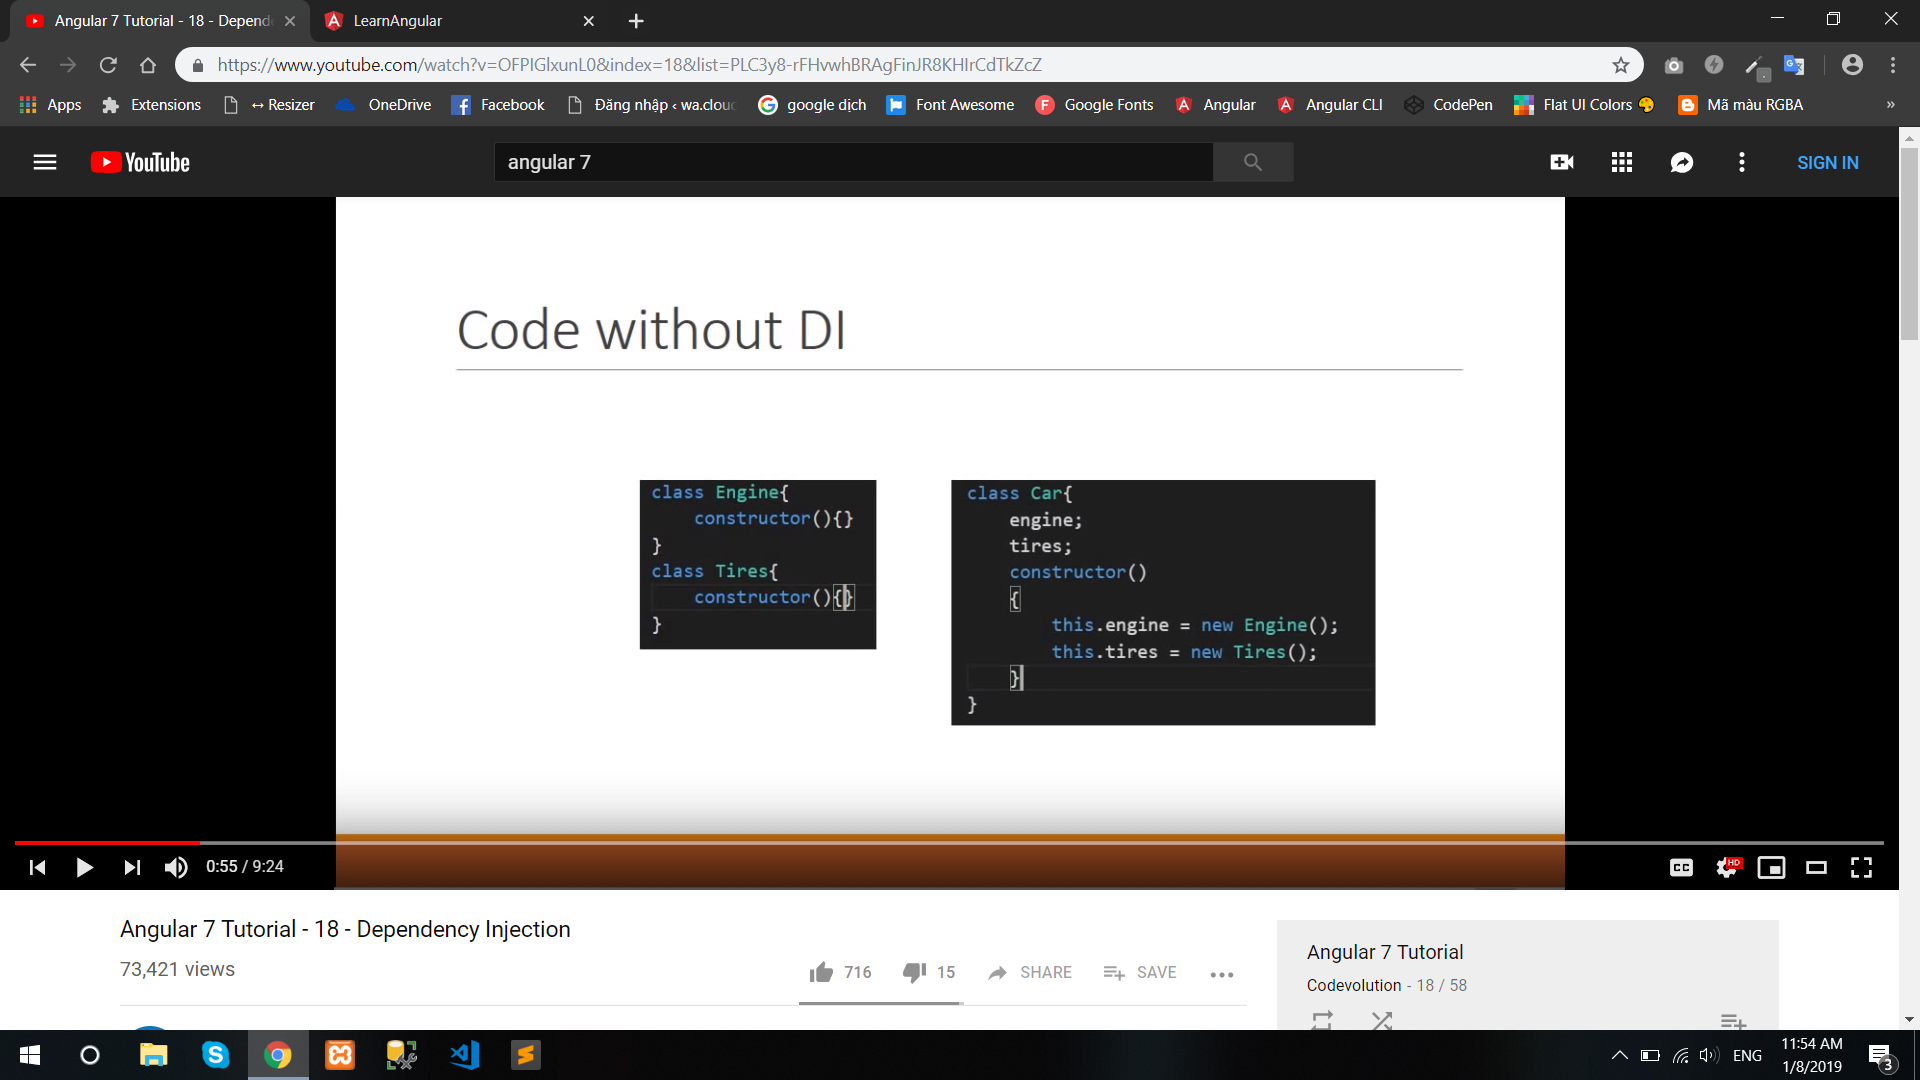 Angular 7 Tutorial - 18 - Depend
LearnAngular
https://www.youtube.com/watch?v=OFPIGlxunL0&index=18&list=PLC3y8-rFHvwhBRAgFinJR8KHIrCdTkZcZ
Apps
Extensions
↔ Resizer
OneDrive
Facebook
Đăng nhập ‹ wa.clou
google dịch
Font Awesome
Google Fonts
Angular
Angular CLI
CodePen
Flat UI Colors
Mã màu RGBA
»
YouTube
angular 7
SIGN IN
Code without DI
class Engine{
constructor(){}
}
class Tires{
constructor(){}
}
class Car{
engine;
tires;
constructor()
{
this.engine = new Engine();
this.tires = new Tires();
}
}
0:55 / 9:24
CC
HD
Angular 7 Tutorial - 18 - Dependency Injection
73,421 views
716
15
SHARE
SAVE
Angular 7 Tutorial
Codevolution - 18 / 58
ENG
11:54 AM
1/8/2019
3